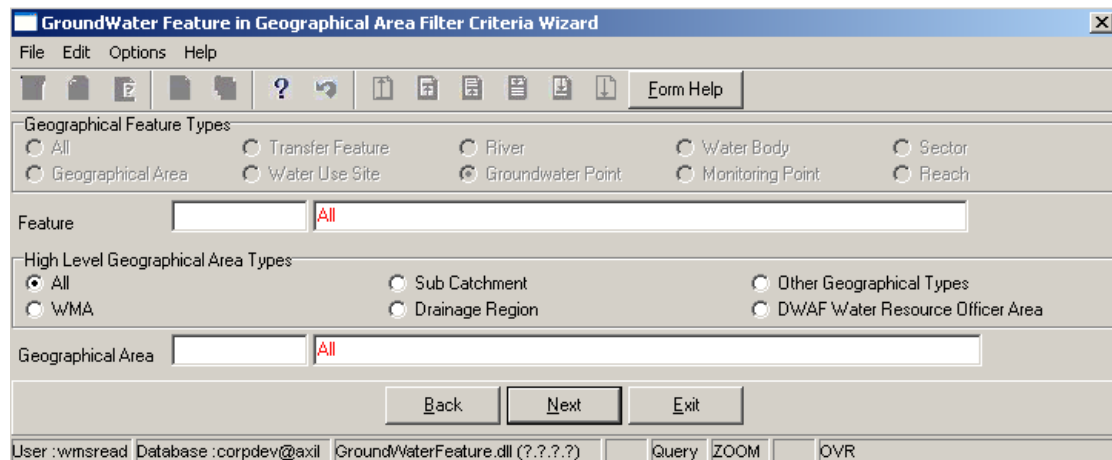 GroundWater Feature in Geographical Area Filter Criteria Wizard
File Edit Options Help
? ? Form Help
Geographical Feature Types
All Transfer Feature River Water Body Sector
Geographical Area Water Use Site Groundwater Point Monitoring Point Reach
Feature All
High Level Geographical Area Types
All Sub Catchment Other Geographical Types
WMA Drainage Region DWAF Water Resource Officer Area
Geographical Area All
Back Next Exit
User :wmsread Database :corpdev@axil GroundWaterFeature.dll (?.?.?.?) Query ZOOM OVR